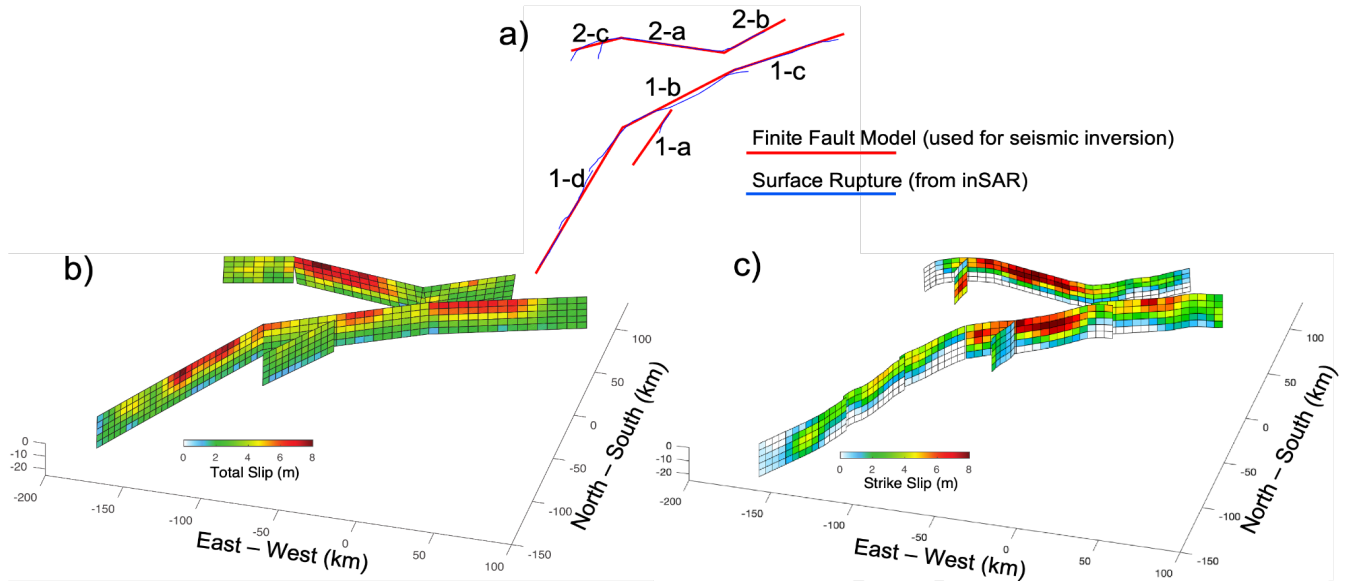 a)
2-c
2-a
2-b
1-c
1-b
1-a
1-d
Finite Fault Model (used for seismic inversion)
Surface Rupture (from inSAR)
b)
0
-10
-20
-200
-150
-100
-50
0
50
100
-150
-100
-50
0
50
100
0 2 4 6 8
Total Slip (m)
East – West (km)
North – South (km)
c)
0
-10
-20
-200
-150
-100
-50
0
50
100
-150
-100
-50
0
50
100
0 2 4 6 8
Strike Slip (m)
East – West (km)
North – South (km)